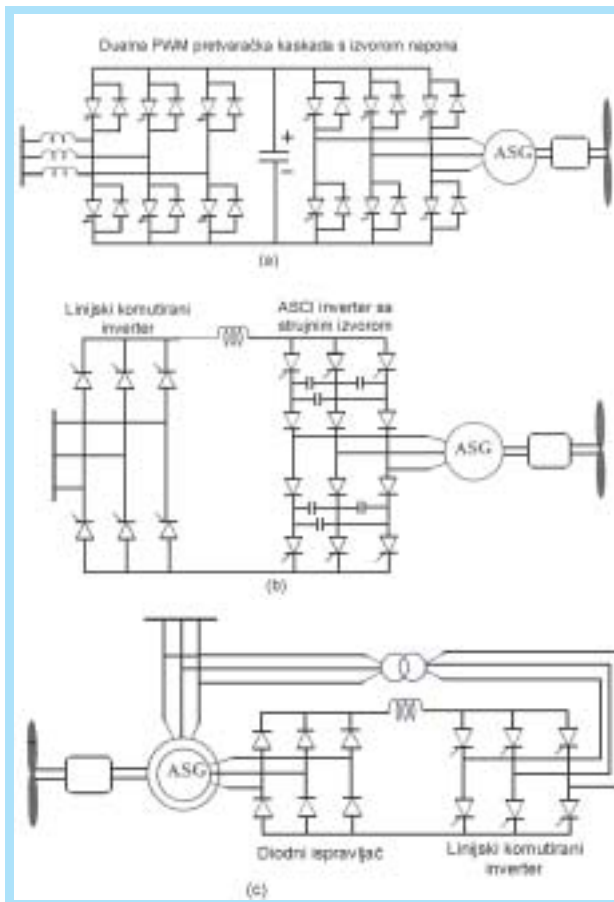 Dualna PWM pretvaračka kaskada s izvorom napona
+
−
ASG
(a)
Linijski komutirani
inverter
ASCI inverter sa
strujnim izvorom
ASG
(b)
ASG
Diodni ispravljač
Linijski komutirani
inverter
(c)